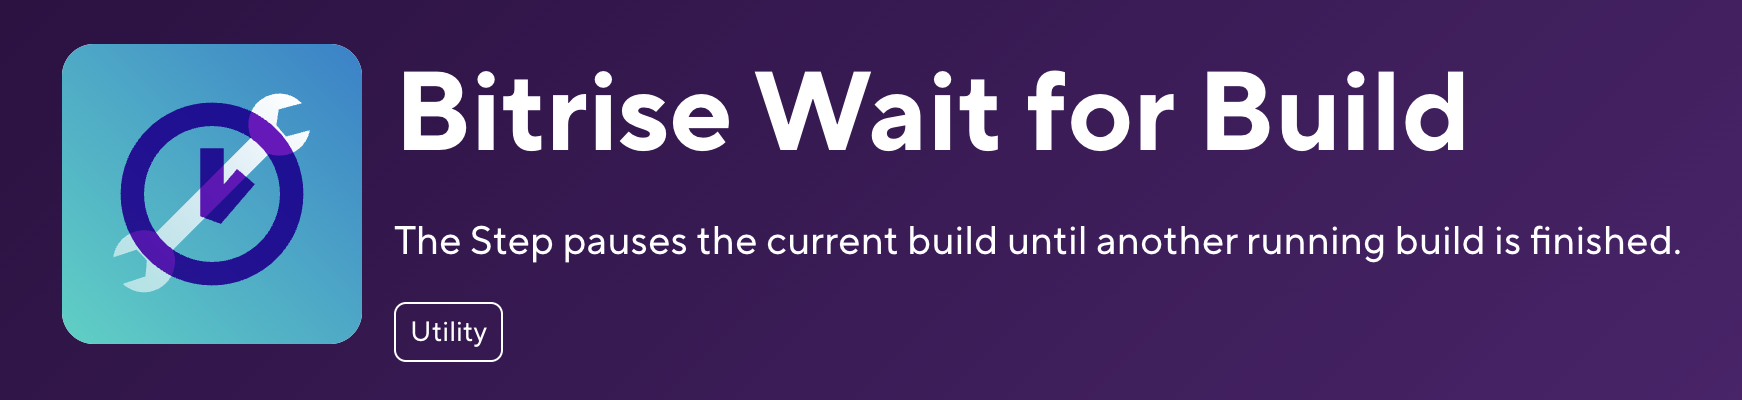 Bitrise Wait for Build
The Step pauses the current build until another running build is finished.
Utility